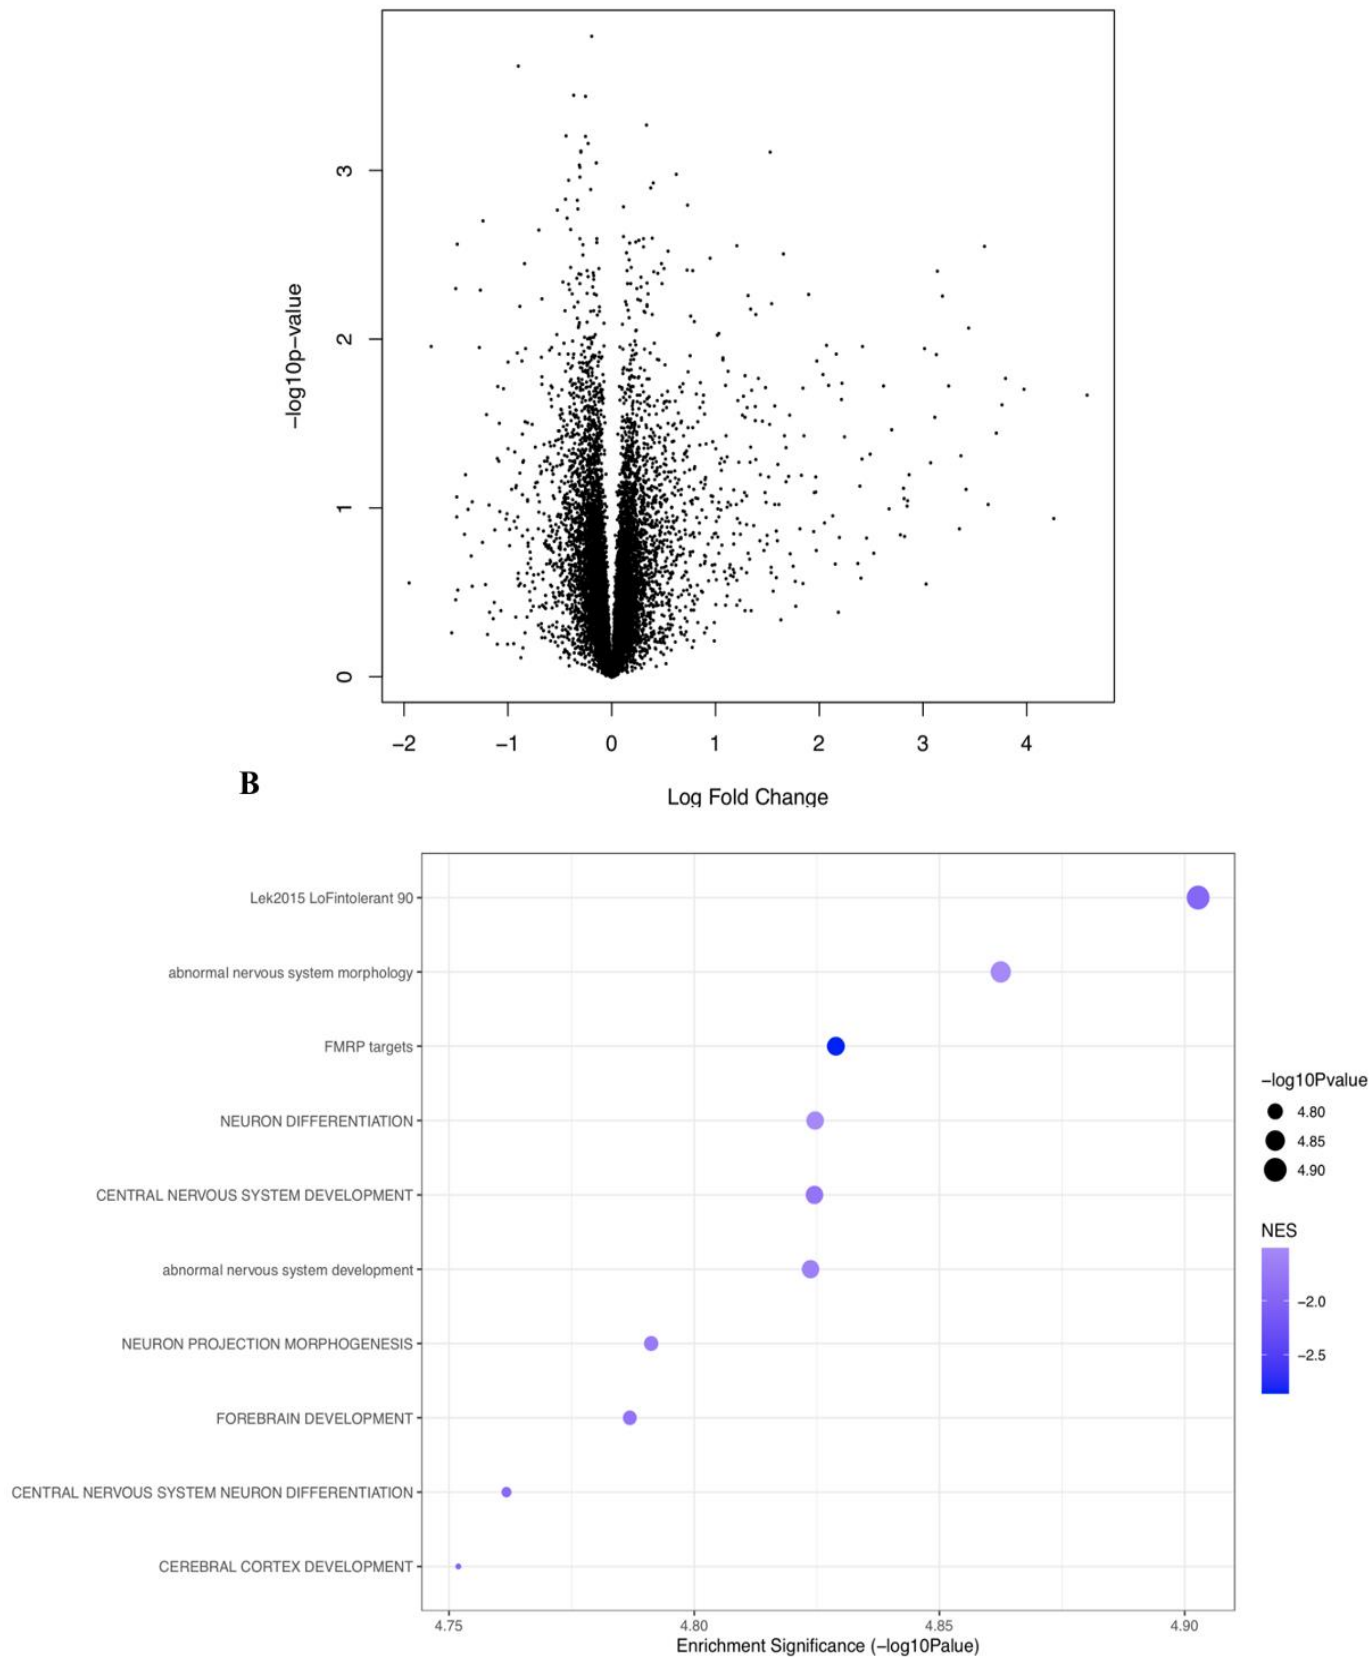 3
2
1
0
−log10p−value
−2 −1 0 1 2 3 4
B
Log Fold Change
Lek2015 LoFintolerant 90
abnormal nervous system morphology
FMRP targets
NEURON DIFFERENTIATION
CENTRAL NERVOUS SYSTEM DEVELOPMENT
abnormal nervous system development
NEURON PROJECTION MORPHOGENESIS
FOREBRAIN DEVELOPMENT
CENTRAL NERVOUS SYSTEM NEURON DIFFERENTIATION
CEREBRAL CORTEX DEVELOPMENT
4.75 4.80 4.85 4.90
Enrichment Significance (−log10Palue)
−log10Pvalue
4.80
4.85
4.90
NES
−2.0
−2.5